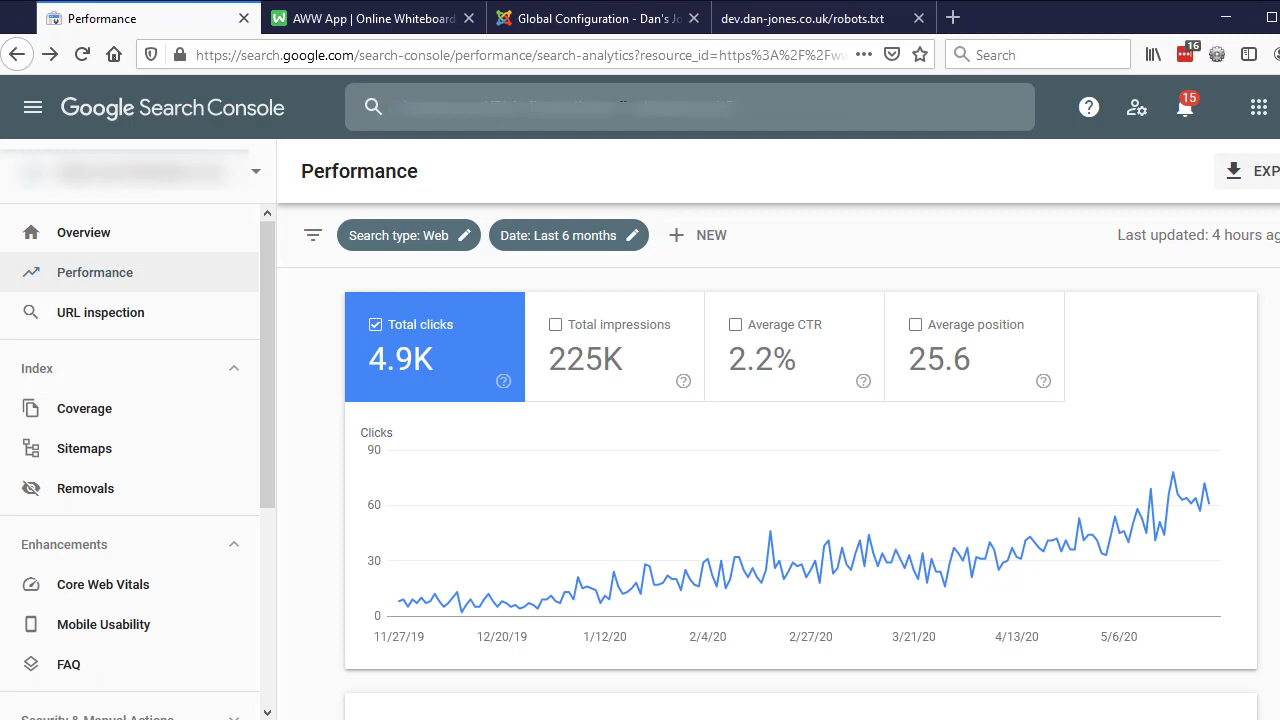 Performance
AWW App | Online Whiteboard
Global Configuration - Dan's Jo
dev.dan-jones.co.uk/robots.txt
https://search.google.com/search-console/performance/search-analytics?resource_id=https%3A%2F%2Fw
Search
16
Google Search Console
15
Performance
EXP
Overview
Performance
URL inspection
Index
Coverage
Sitemaps
Removals
Enhancements
Core Web Vitals
Mobile Usability
FAQ
Security & Manual Actions
Search type: Web
Date: Last 6 months
NEW
Last updated: 4 hours ag
Total clicks
4.9K
Total impressions
225K
Average CTR
2.2%
Average position
25.6
Clicks
90
60
30
0
11/27/19 12/20/19 1/12/20 2/4/20 2/27/20 3/21/20 4/13/20 5/6/20